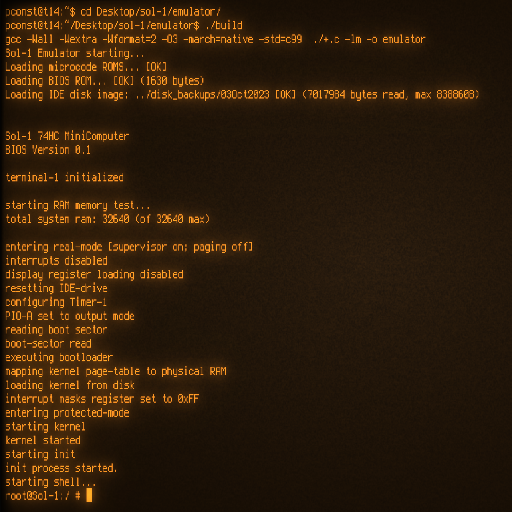 pconst@t14:~$ cd Desktop/sol-1/emulator/
pconst@t14:~/Desktop/sol-1/emulator$ ./build
gcc -Wall -Wextra -Wformat=2 -O3 -march=native -std=c99 ./*.c -lm -o emulator
Sol-1 Emulator starting...
Loading microcode ROMS... [OK]
Loading BIOS ROM... [OK] (1630 bytes)
Loading IDE disk image: ../disk_backups/03Oct2023 [OK] (7017984 bytes read, max 8388608)
Sol-1 74HC MiniComputer
BIOS Version 0.1
terminal-1 initialized
starting RAM memory test...
total system ram: 32640 (of 32640 max)
entering real-mode [supervisor on; paging off]
interrupts disabled
display register loading disabled
resetting IDE-drive
configuring Timer-1
PIO-A set to output mode
reading boot sector
boot-sector read
executing bootloader
mapping kernel page-table to physical RAM
loading kernel from disk
interrupt masks register set to 0xFF
entering protected-mode
starting kernel
kernel started
starting init
init process started.
starting shell...
root@Sol-1:/ #